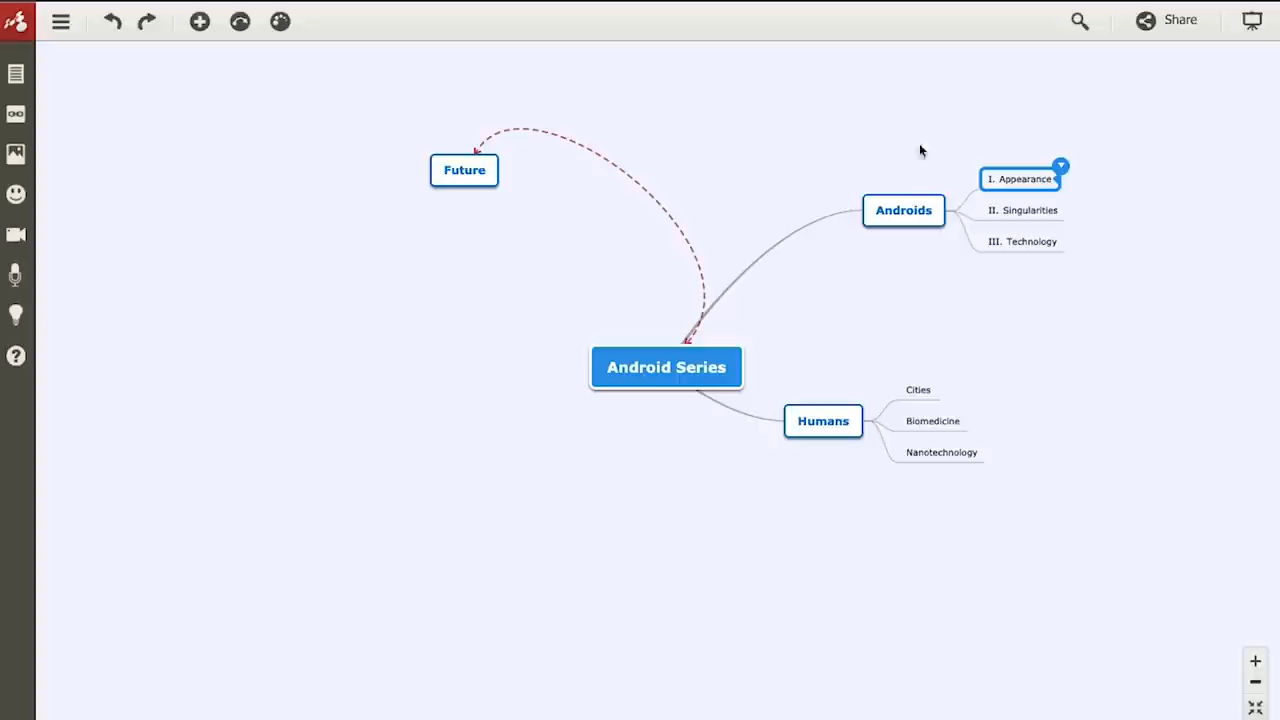 Share
Future
I. Appearance
Androids
II. Singularities
III. Technology
Android Series
Cities
Humans
Biomedicine
Nanotechnology